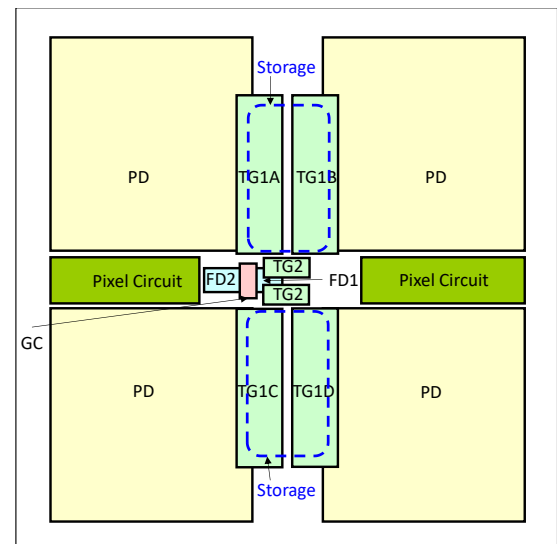 Storage
PD
TG1A
TG1B
PD
Pixel Circuit
FD2
TG2
TG2
FD1
Pixel Circuit
GC
PD
TG1C
TG1D
PD
Storage